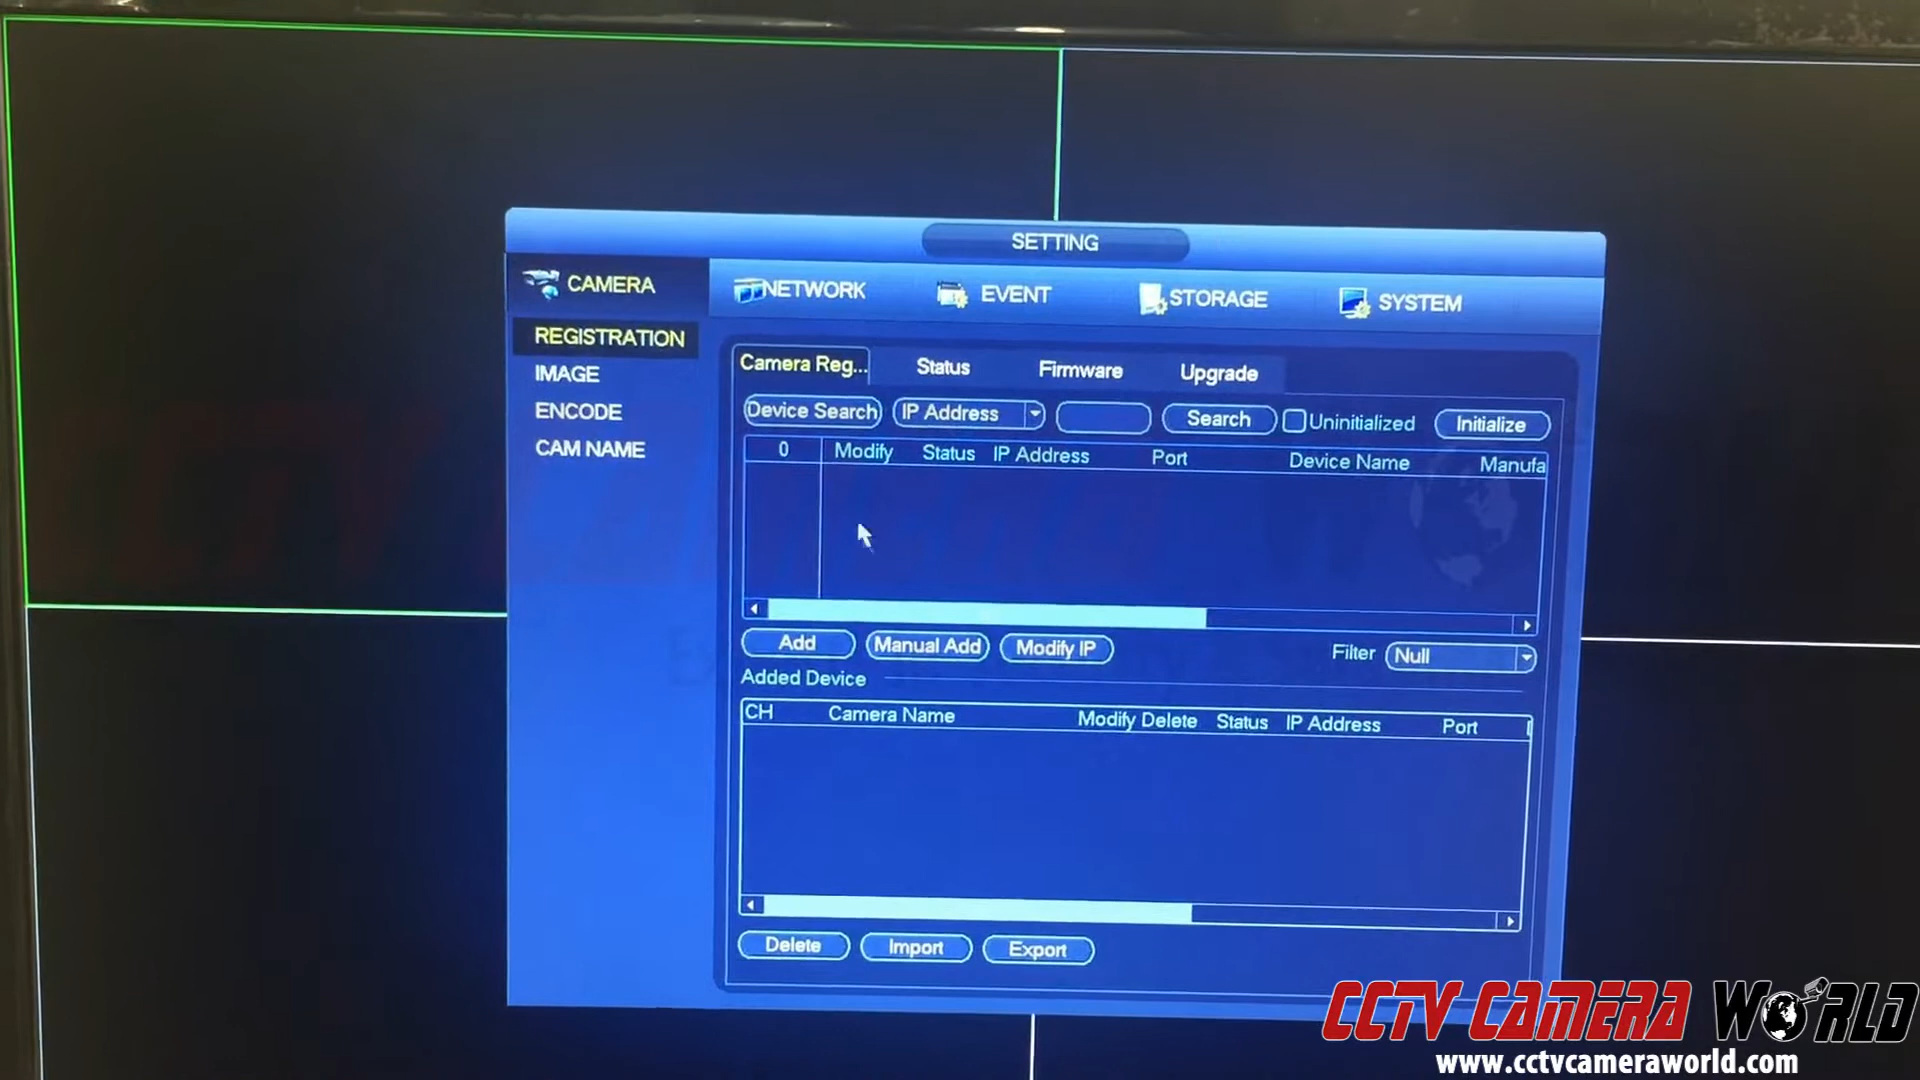 SETTING
CAMERA NETWORK EVENT STORAGE SYSTEM
REGISTRATION
IMAGE
ENCODE
CAM NAME
Camera Reg... Status Firmware Upgrade
Device Search IP Address Search Uninitialized Initialize
0 Modify Status IP Address Port Device Name Manufa
Add Manual Add Modify IP Filter Null
Added Device
CH Camera Name Modify Delete Status IP Address Port
Delete Import Export
CCTV CAMERA WORLD
www.cctvcameraworld.com